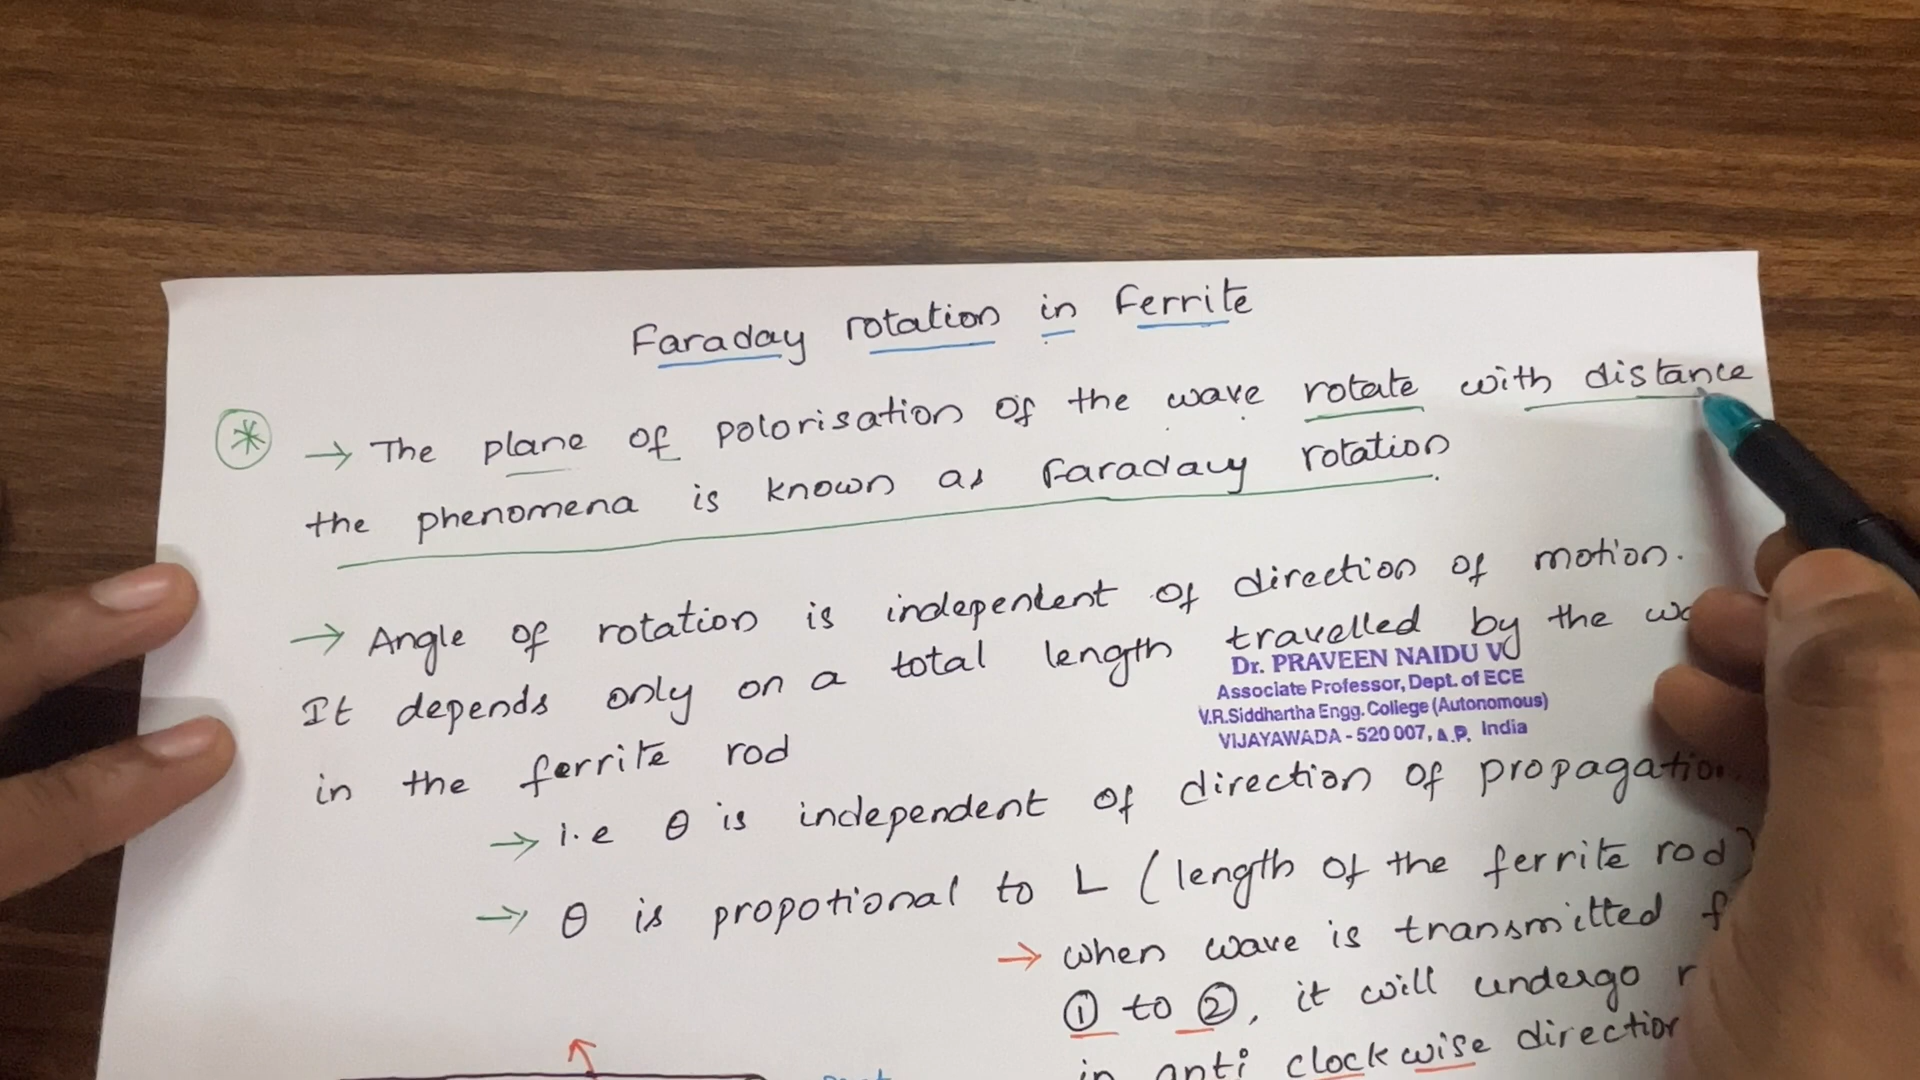 Faraday rotation in Ferrite
→ The plane of polorisation of the wave rotate with distance
the phenomena is known as Faraday rotation.
→ Angle of rotation is independent of direction of motion.
It depends only on a total length travelled by the
in the ferrite rod
Dr. PRAVEEN NAIDU V
Associate Professor, Dept. of ECE
V.R.Siddhartha Engg. College (Autonomous)
VIJAYAWADA - 520 007, A.P. India
→ i.e θ is independent of direction of propagation
→ θ is propotional to L (length of the ferrite rod)
→ when wave is transmitted
① to ②, it will undergo
in anti clockwise direction